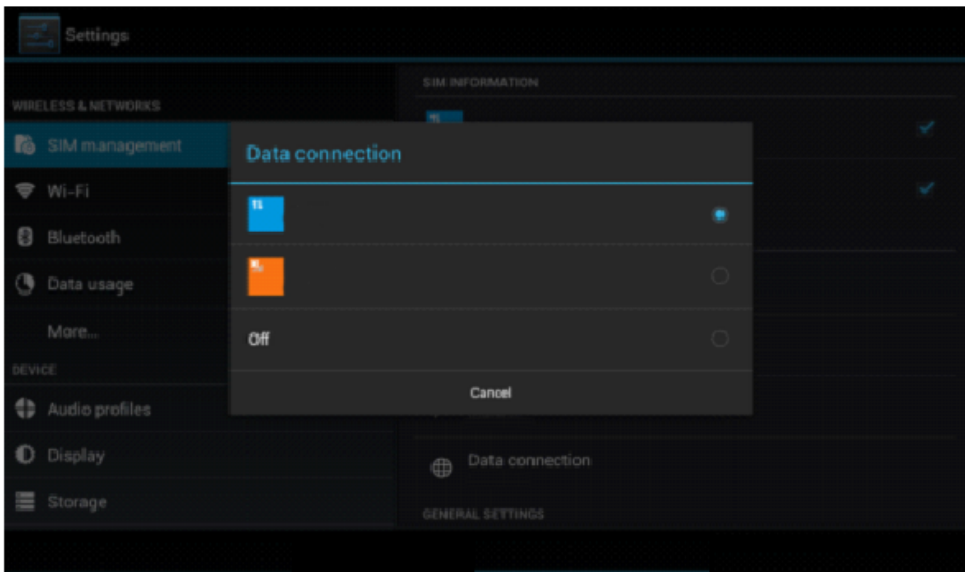 Settings
WIRELESS & NETWORKS
SIM management
Wi-Fi
Bluetooth
Data usage
More...
DEVICE
Audio profiles
Display
Storage
SIM INFORMATION
Data connection
Off
Cancel
Data connection
GENERAL SETTINGS